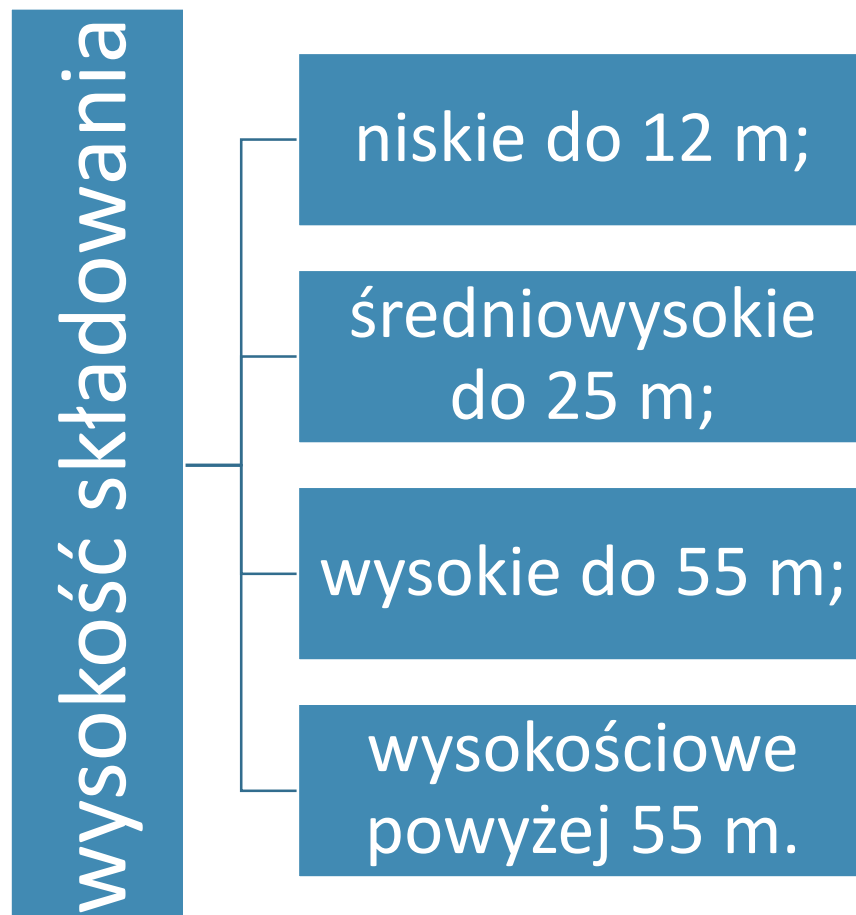 wysokość składowania
niskie do 12 m;
średniowysokie
do 25 m;
wysokie do 55 m;
wysokościowe
powyżej 55 m.